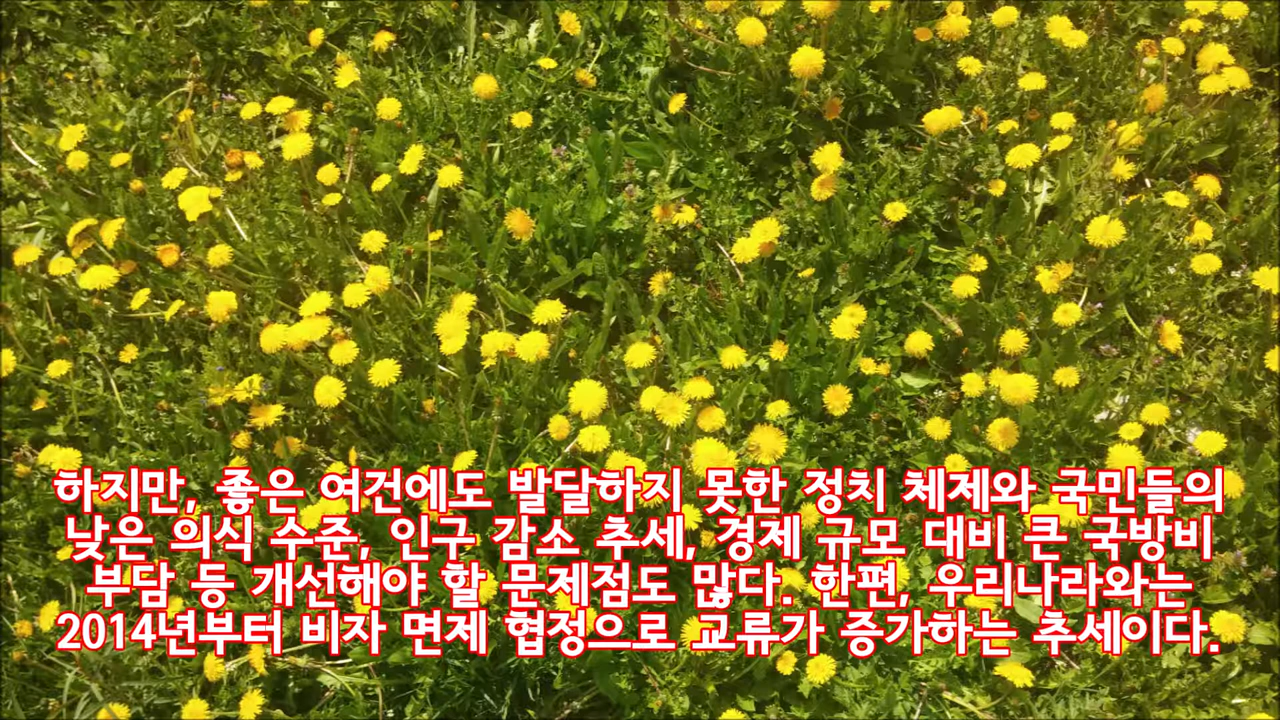 하지만, 좋은 여건에도 발달하지 못한 정치 체제와 국민들의
낮은 의식 수준, 인구 감소 추세, 경제 규모 대비 큰 국방비
부담 등 개선해야 할 문제점도 많다. 한편, 우리나라와는
2014년부터 비자 면제 협정으로 교류가 증가하는 추세이다.